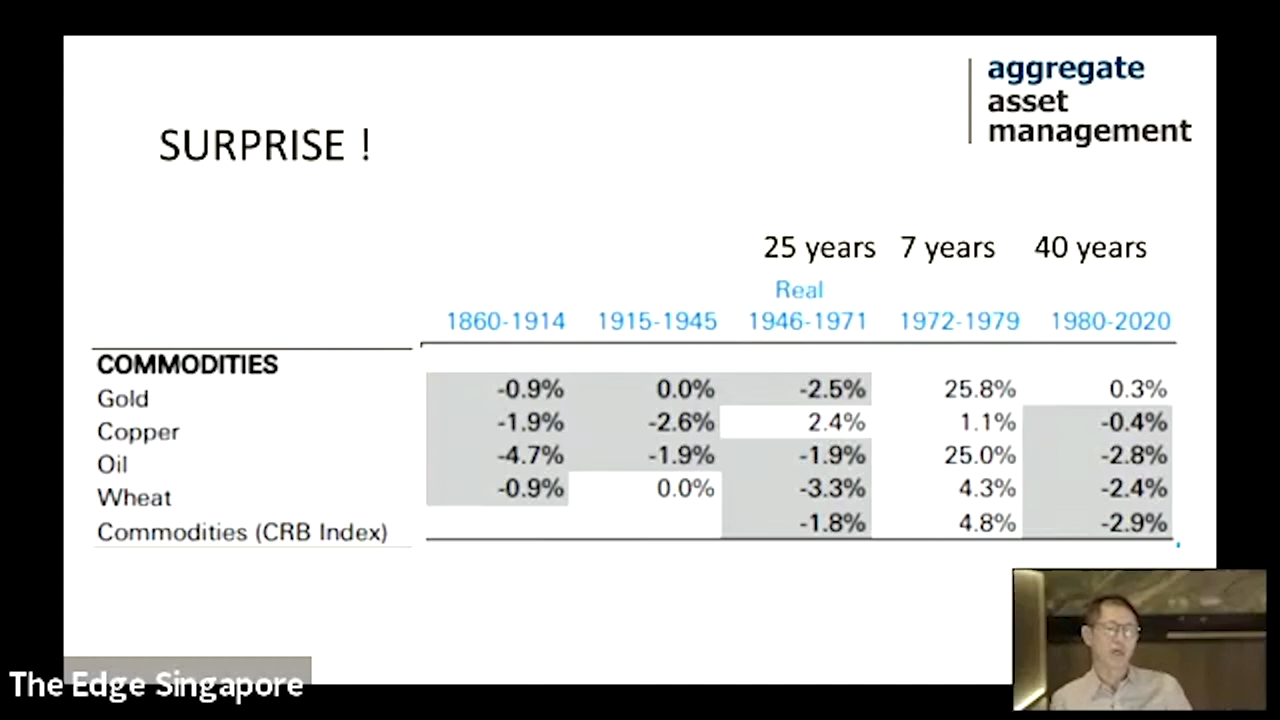 aggregate
asset
management
SURPRISE !
25 years 7 years 40 years
Real
1860-1914 1915-1945 1946-1971 1972-1979 1980-2020
COMMODITIES
Gold -0.9% 0.0% -2.5% 25.8% 0.3%
Copper -1.9% -2.6% 2.4% 1.1% -0.4%
Oil -4.7% -1.9% -1.9% 25.0% -2.8%
Wheat -0.9% 0.0% -3.3% 4.3% -2.4%
Commodities (CRB Index) -1.8% 4.8% -2.9%
The Edge Singapore